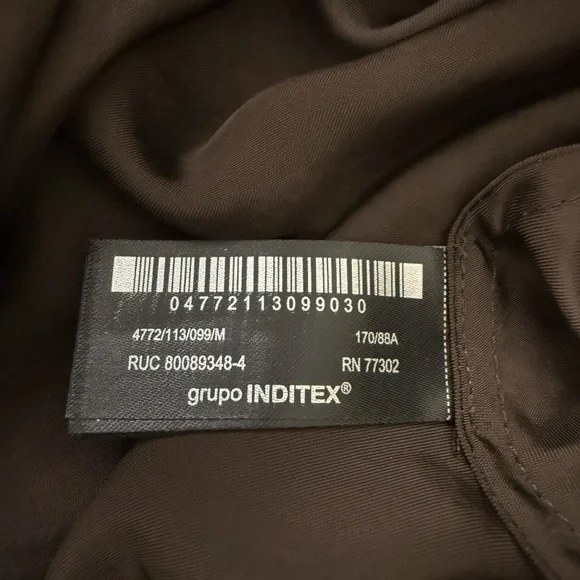 04772113099030
4772/113/099/M 170/88A
RUC 80089348-4 RN 77302
grupo INDITEX®